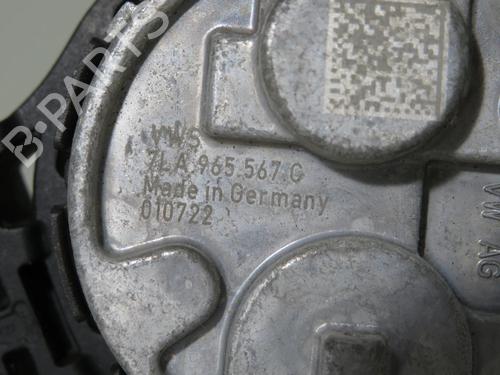 B-PARTS
VWS
7LA.965.567.C
Made in Germany
010722
VW AG